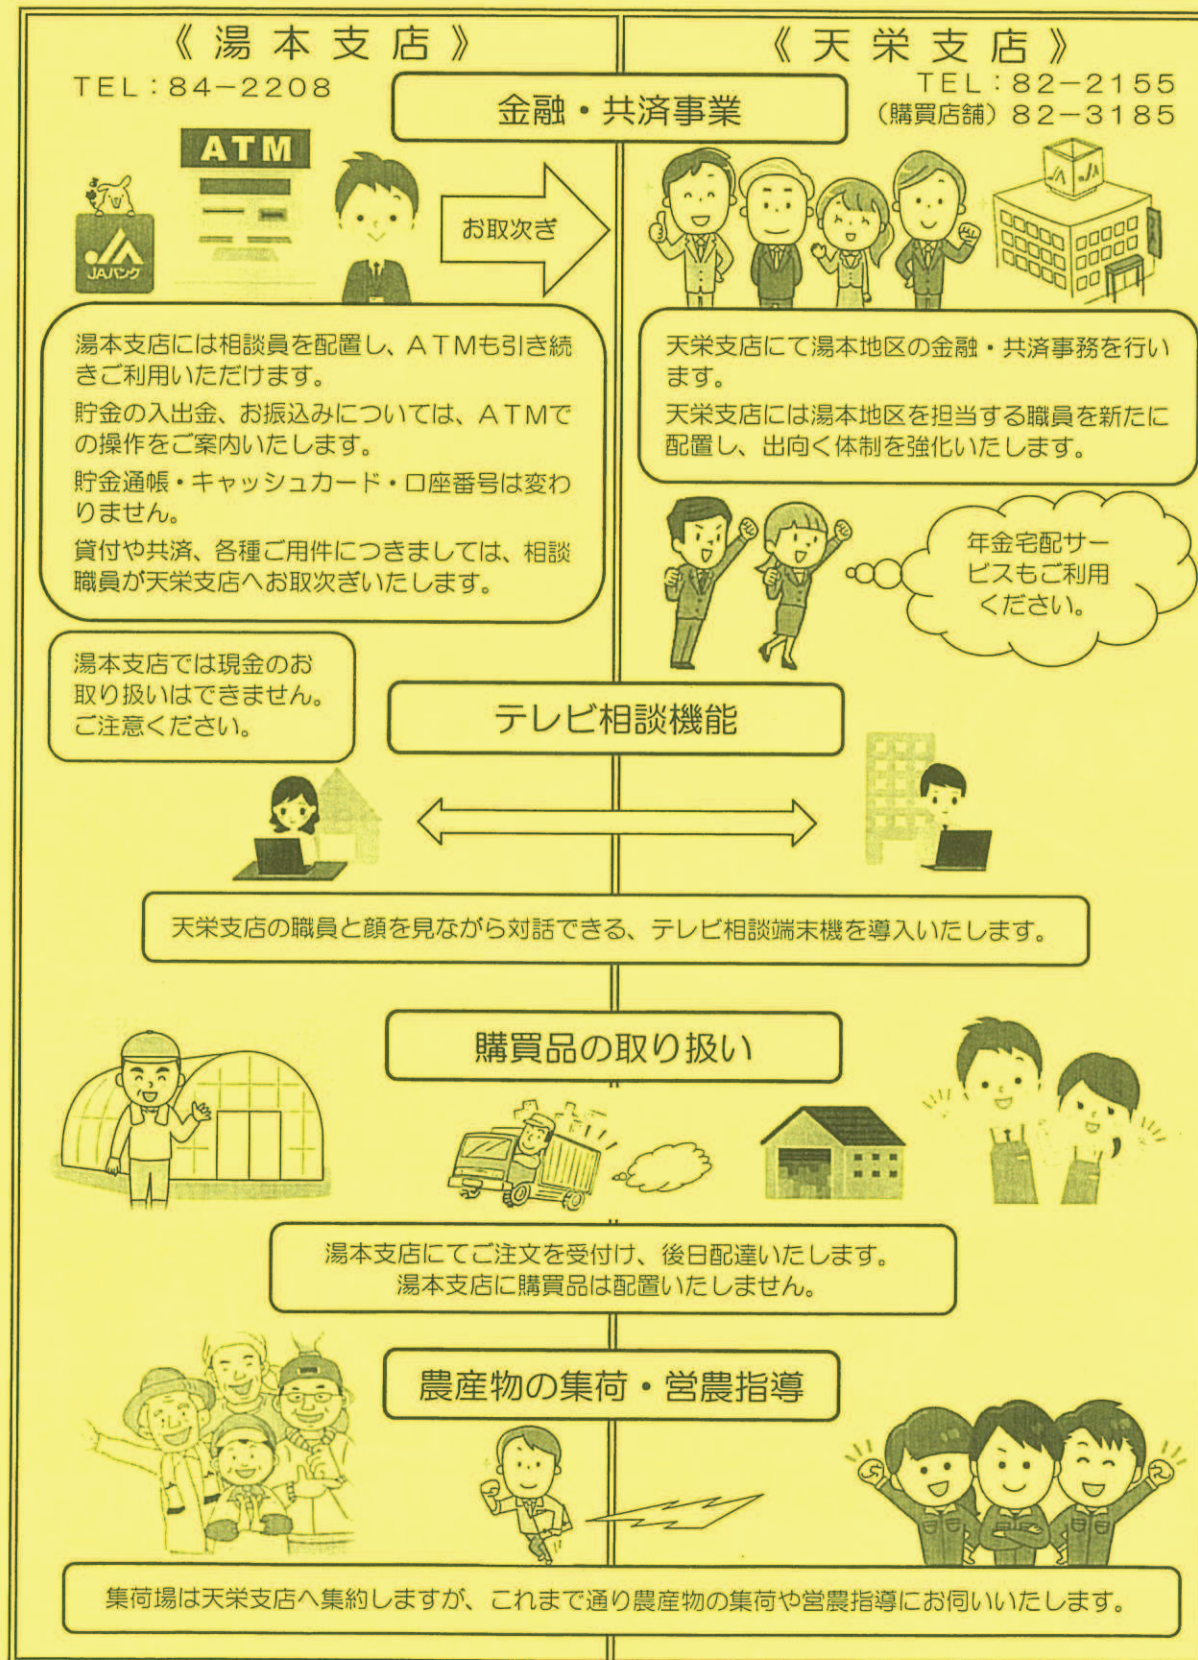 《湯本支店》
TEL：84−2208
《天栄支店》
TEL：82−2155
（購買店舗）82−3185
金融・共済事業
ATM
JAバンク
お取次ぎ
JA
湯本支店には相談員を配置し、ATMも引き続
きご利用いただけます。
貯金の入出金、お振込みについては、ATMで
の操作をご案内いたします。
貯金通帳・キャッシュカード・口座番号は変わ
りません。
貸付や共済、各種ご用件につきましては、相談
職員が天栄支店へお取次ぎいたします。
天栄支店にて湯本地区の金融・共済事務を行い
ます。
天栄支店には湯本地区を担当する職員を新たに
配置し、出向く体制を強化いたします。
年金宅配サー
ビスもご利用
ください。
湯本支店では現金のお
取り扱いはできません。
ご注意ください。
テレビ相談機能
天栄支店の職員と顔を見ながら対話できる、テレビ相談端末機を導入いたします。
購買品の取り扱い
湯本支店にてご注文を受付け、後日配達いたします。
湯本支店に購買品は配置いたしません。
農産物の集荷・営農指導
集荷場は天栄支店へ集約しますが、これまで通り農産物の集荷や営農指導にお伺いいたします。